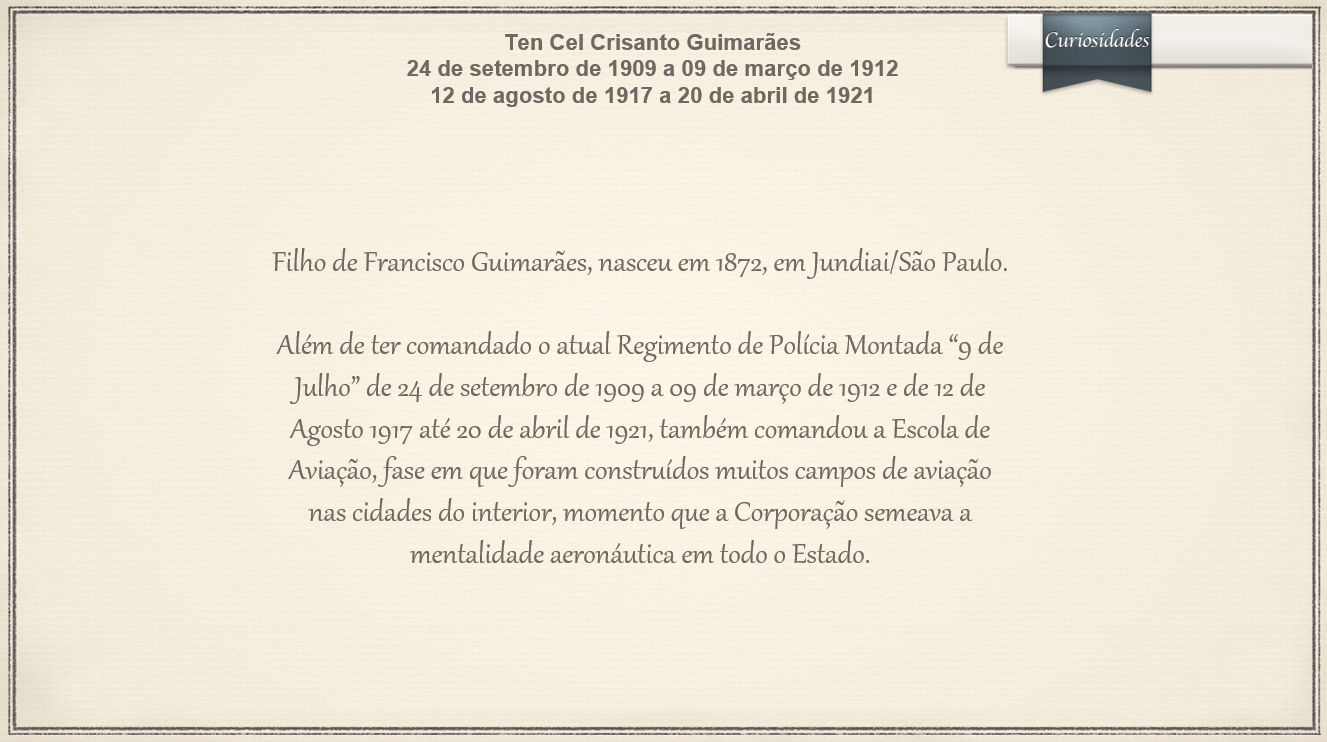 Ten Cel Crisanto Guimarães
24 de setembro de 1909 a 09 de março de 1912
12 de agosto de 1917 a 20 de abril de 1921
Curiosidades
Filho de Francisco Guimarães, nasceu em 1872, em Jundiai/São Paulo.
Além de ter comandado o atual Regimento de Polícia Montada “9 de
Julho” de 24 de setembro de 1909 a 09 de março de 1912 e de 12 de
Agosto 1917 até 20 de abril de 1921, também comandou a Escola de
Aviação, fase em que foram construídos muitos campos de aviação
nas cidades do interior, momento que a Corporação semeava a
mentalidade aeronáutica em todo o Estado.